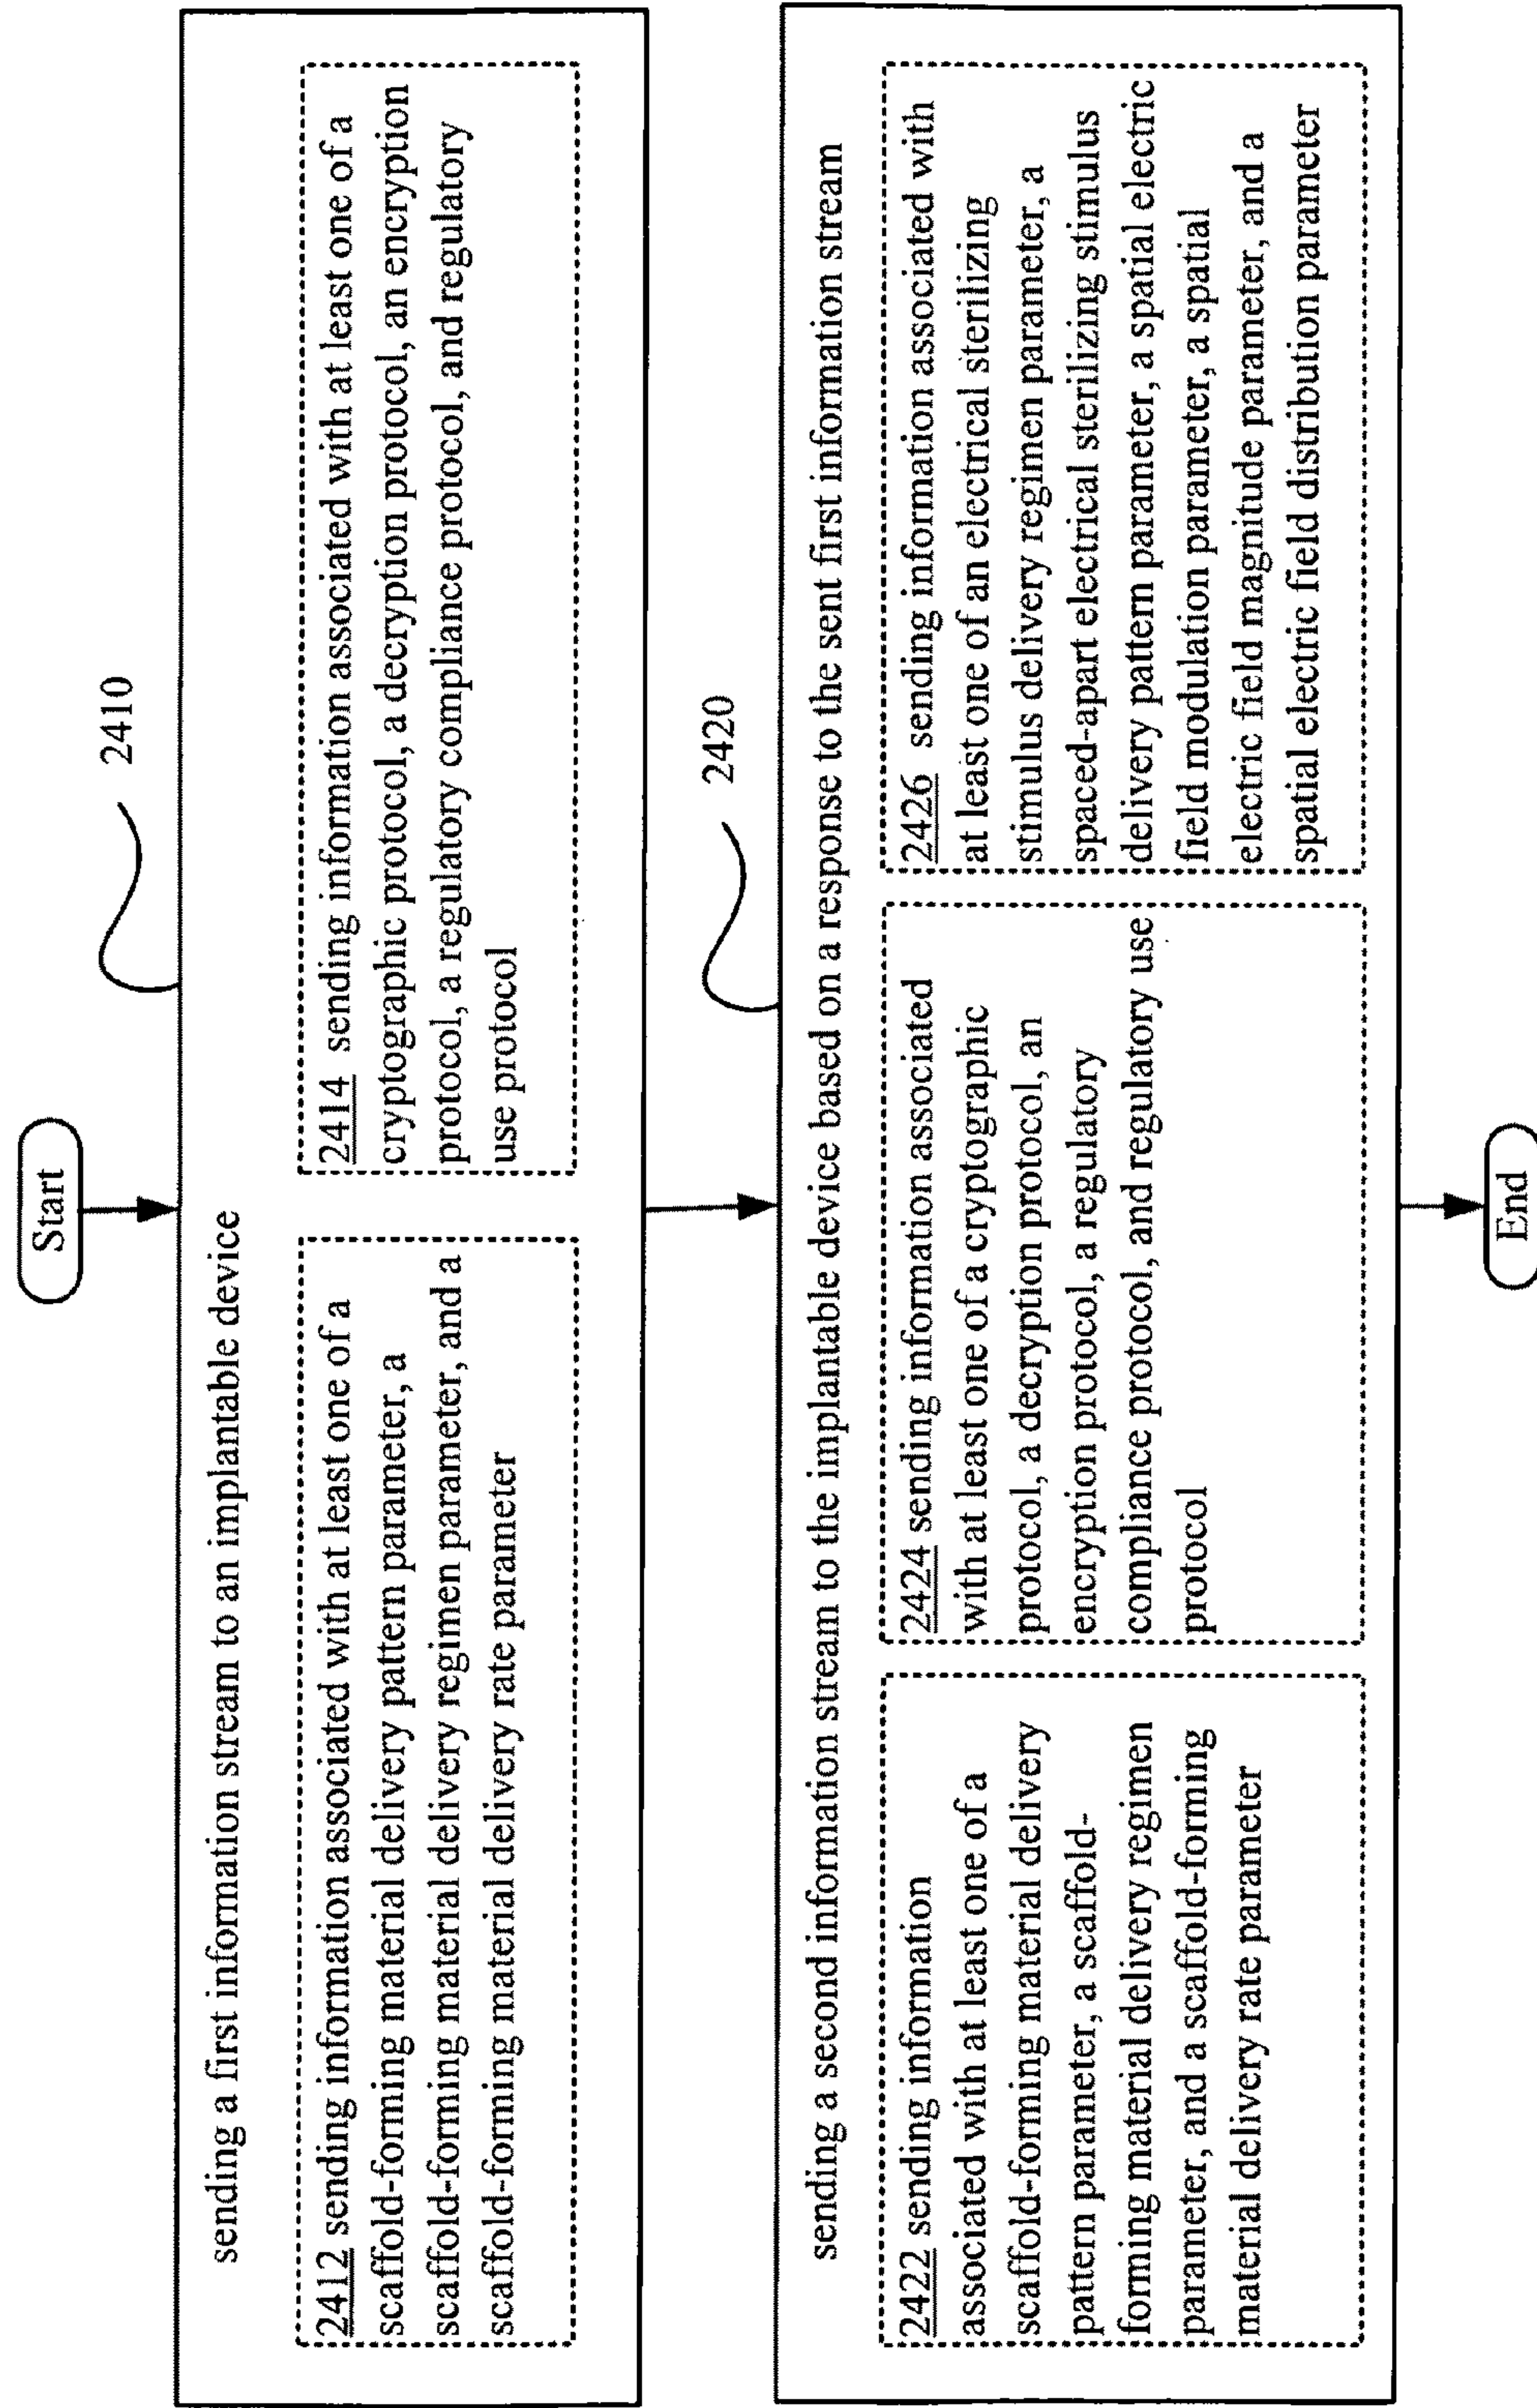 Start
2410
sending a first information stream to an implantable device
2412 sending information associated with at least one of a
scaffold-forming material delivery pattern parameter, a
scaffold-forming material delivery regimen parameter, and a
scaffold-forming material delivery rate parameter
2414 sending information associated with at least one of a
cryptographic protocol, a decryption protocol, an encryption
protocol, a regulatory compliance protocol, and regulatory
use protocol
2420
sending a second information stream to the implantable device based on a response to the sent first information stream
2422 sending information
associated with at least one of a
scaffold-forming material delivery
pattern parameter, a scaffold-
forming material delivery regimen
parameter, and a scaffold-forming
material delivery rate parameter
2424 sending information associated
with at least one of a cryptographic
protocol, a decryption protocol, an
encryption protocol, a regulatory
compliance protocol, and regulatory use
protocol
2426 sending information associated with
at least one of an electrical sterilizing
stimulus delivery regimen parameter, a
spaced-apart electrical sterilizing stimulus
delivery pattern parameter, a spatial electric
field modulation parameter, a spatial
electric field magnitude parameter, and a
spatial electric field distribution parameter
End